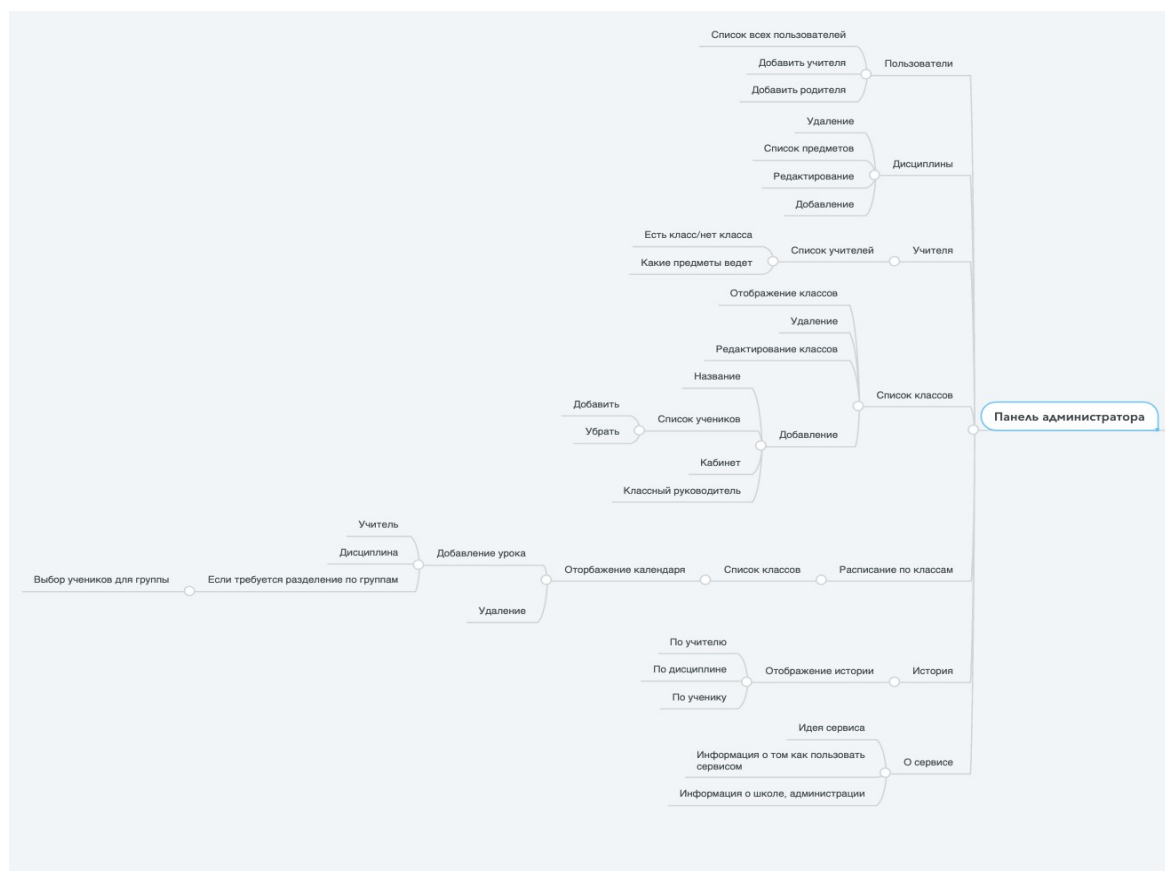 Список всех пользователей
Добавить учителя
Пользователи
Добавить родителя
Удаление
Список предметов
Дисциплины
Редактирование
Добавление
Есть класс/нет класса
Список учителей
Учителя
Какие предметы ведет
Отображение классов
Удаление
Редактирование классов
Название
Список классов
Добавить
Список учеников
Панель администратора
Убрать
Добавление
Кабинет
Классный руководитель
Учитель
Дисциплина
Добавление урока
Выбор учеников для группы
Если требуется разделение по группам
Оторбажение календаря
Список классов
Расписание по классам
Удаление
По учителю
По дисциплине
Отображение истории
История
По ученику
Идея сервиса
Информация о том как пользовать
сервисом
О сервисе
Информация о школе, администрации